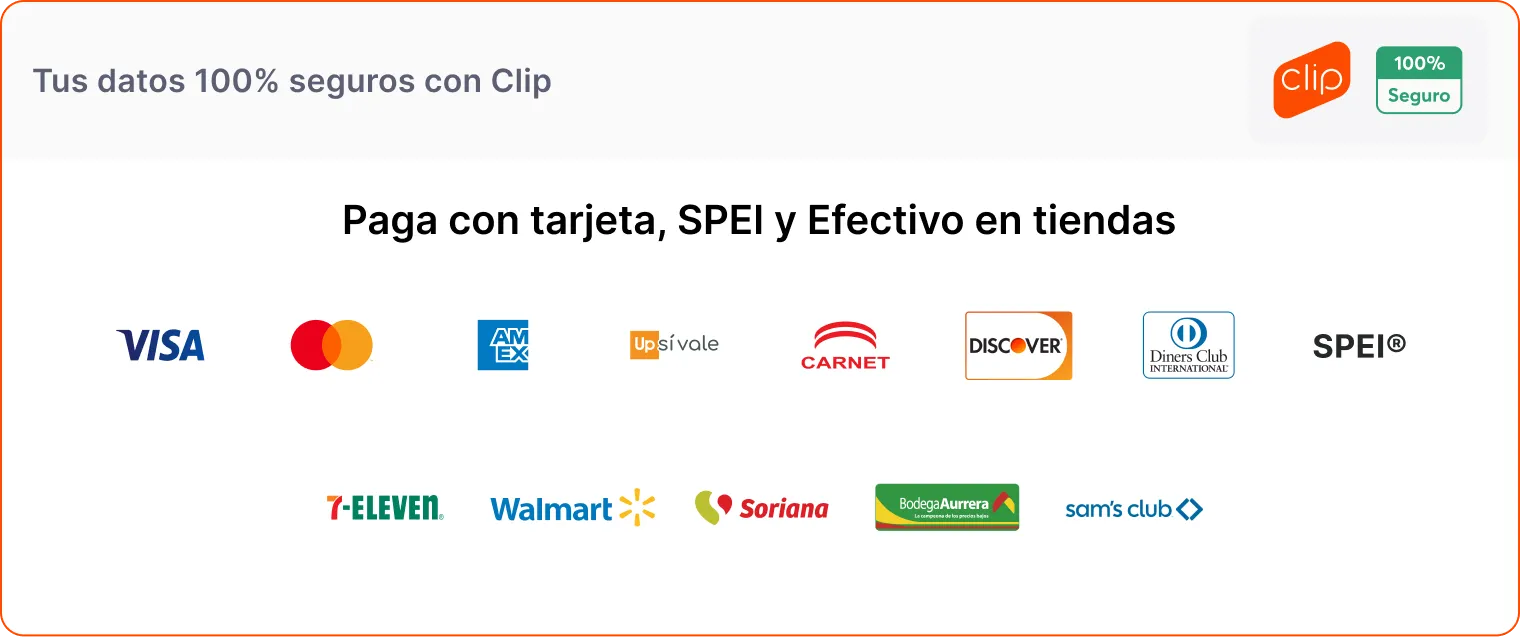 Tus datos 100% seguros con Clip
clip
100%
Seguro
Paga con tarjeta, SPEI y Efectivo en tiendas
VISA
AM
EX
Up sí vale
CARNET
DISCOVER
Diners Club
INTERNATIONAL
SPEI®
7-ELEVEN®
Walmart
Soriana
Bodega Aurrera
La campeona de los precios bajos
sam's club